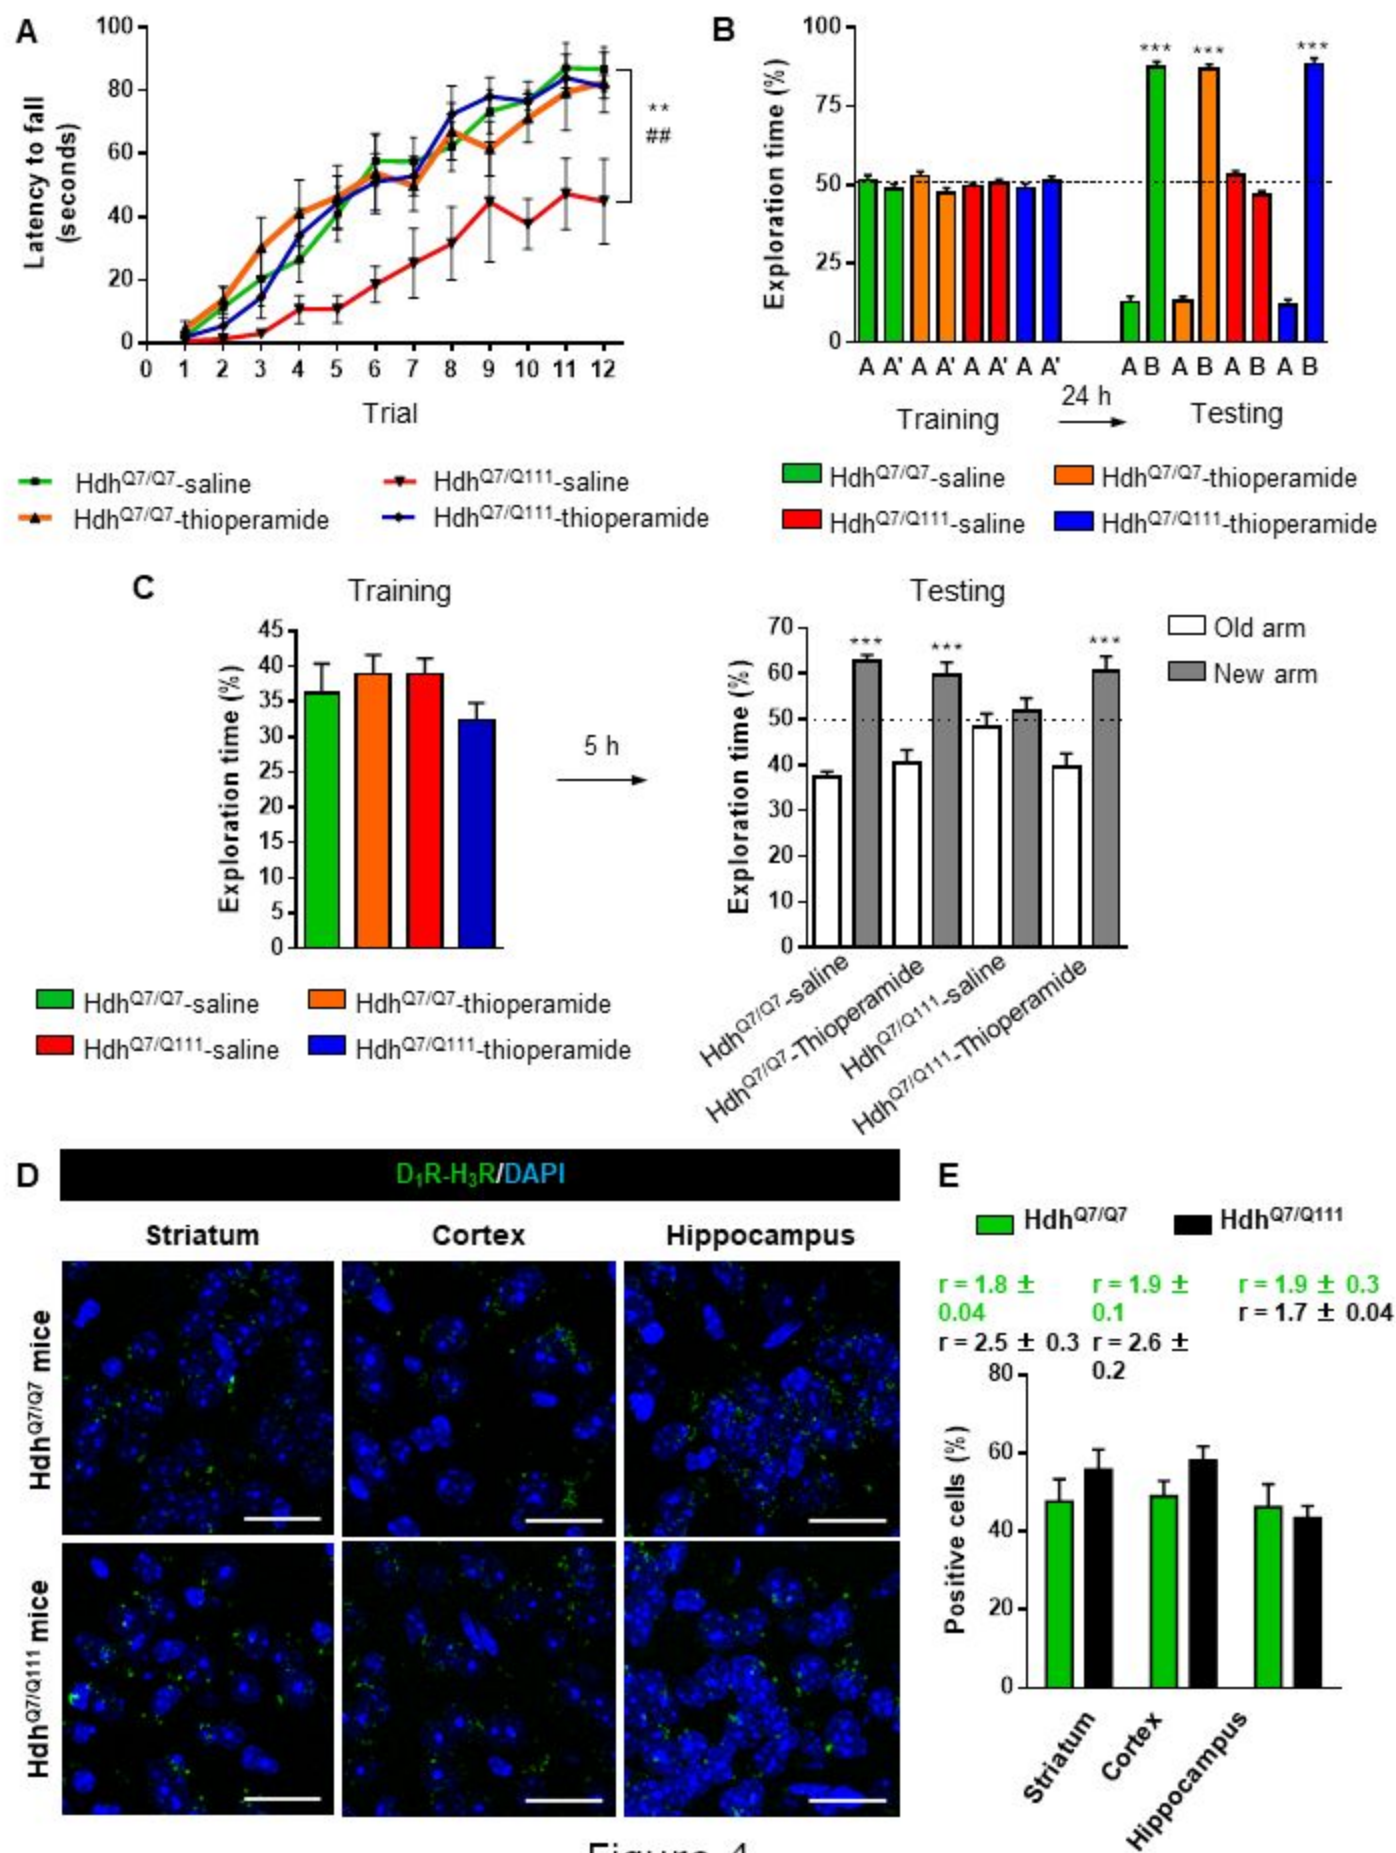 A
100
80
60
40
20
0
Latency to fall
(seconds)
**
##
0 1 2 3 4 5 6 7 8 9 10 11 12
Trial
HdhQ7/Q7-saline
HdhQ7/Q111-saline
HdhQ7/Q7-thioperamide
HdhQ7/Q111-thioperamide
B
100
75
50
25
0
Exploration time (%)
*** *** ***
A A' A A' A A' A A' A B A B A B A B
24 h
Training
Testing
HdhQ7/Q7-saline
HdhQ7/Q7-thioperamide
HdhQ7/Q111-saline
HdhQ7/Q111-thioperamide
C
Training
45
40
35
30
25
20
15
10
5
0
Exploration time (%)
5 h
HdhQ7/Q7-saline
HdhQ7/Q7-thioperamide
HdhQ7/Q111-saline
HdhQ7/Q111-thioperamide
Testing
70
60
50
40
30
20
10
0
Exploration time (%)
*** *** ***
Old arm
New arm
HdhQ7/Q7-saline
HdhQ7/Q7-Thioperamide
HdhQ7/Q111-saline
HdhQ7/Q111-Thioperamide
D
D1R-H3R/DAPI
Striatum Cortex Hippocampus
HdhQ7/Q7 mice
HdhQ7/Q111 mice
E
HdhQ7/Q7
HdhQ7/Q111
r = 1.8 ±
0.04
r = 2.5 ± 0.3
r = 1.9 ±
0.1
r = 2.6 ±
0.2
r = 1.9 ± 0.3
r = 1.7 ± 0.04
80
60
40
20
0
Positive cells (%)
Striatum
Cortex
Hippocampus
Figure 4